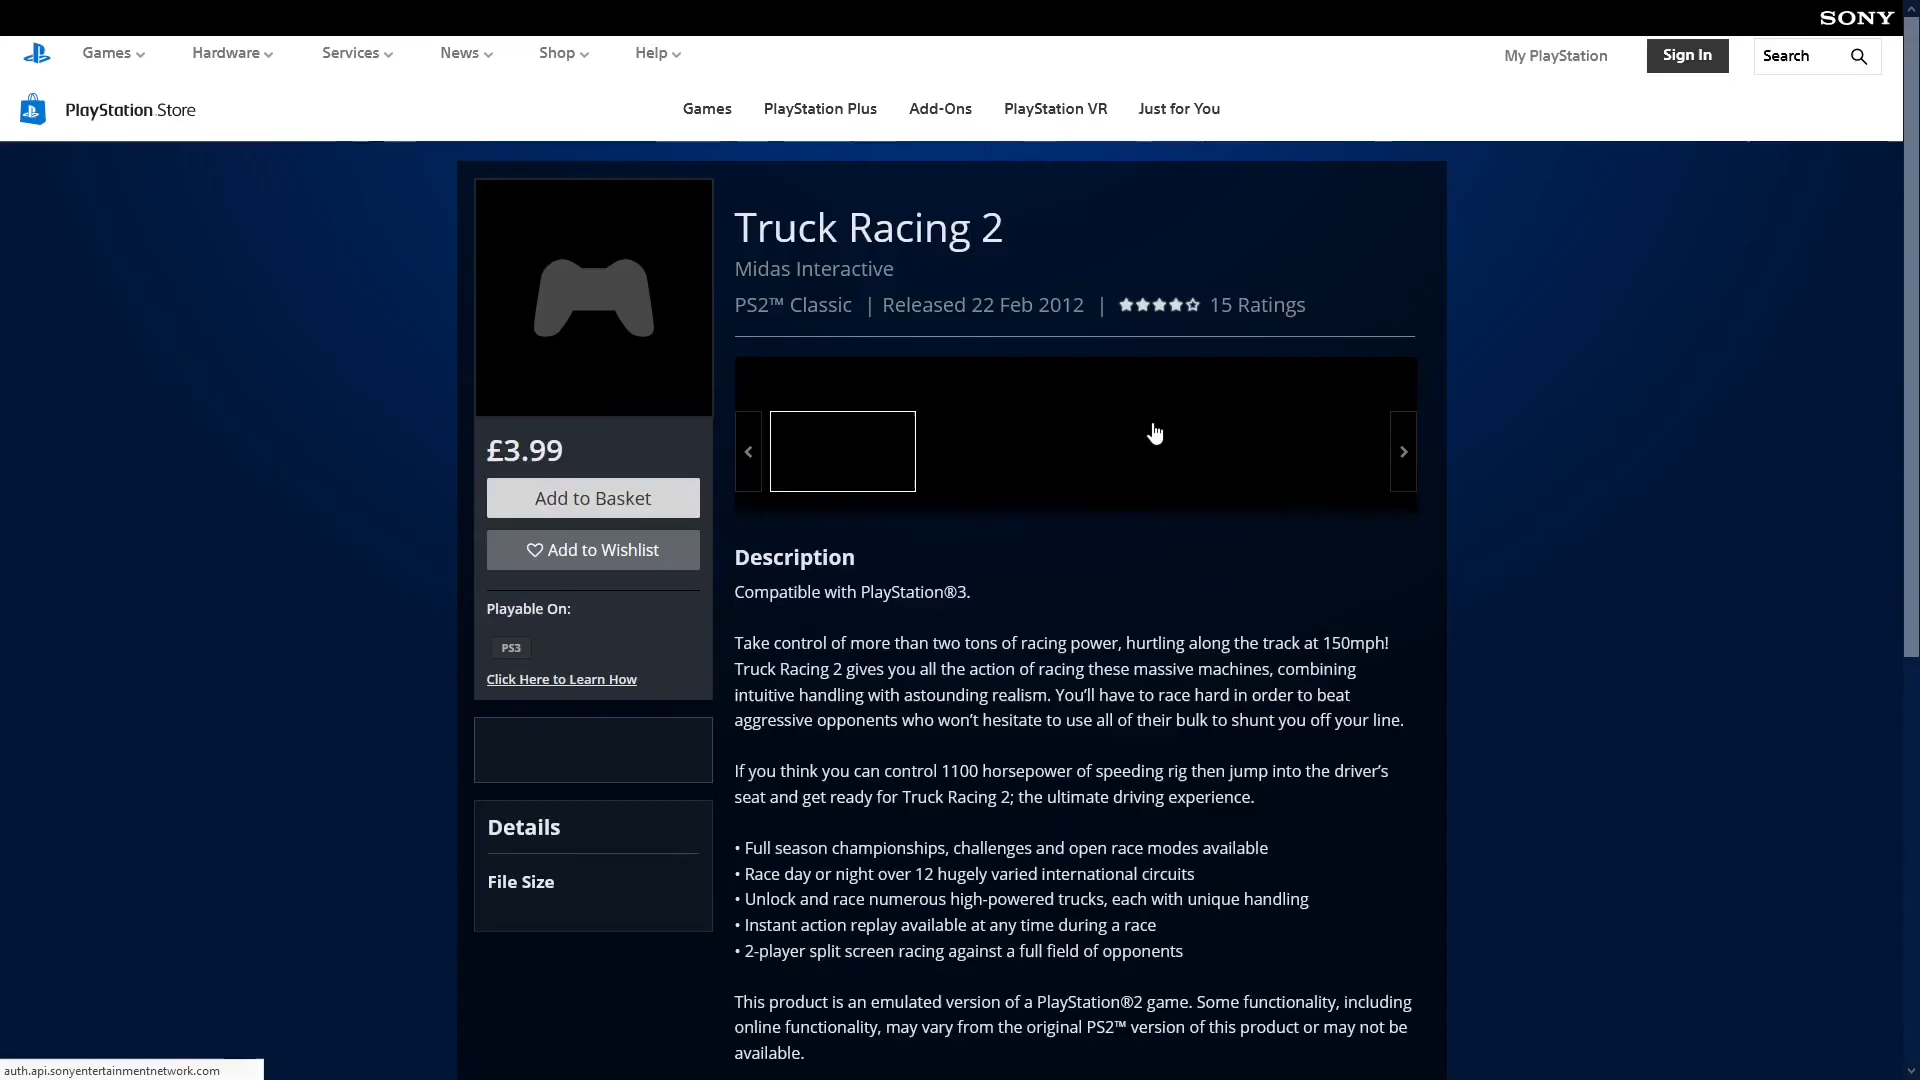 SONY
Games Hardware Services News Shop Help
My PlayStation Sign In Search
PlayStation Store
Games PlayStation Plus Add-Ons PlayStation VR Just for You
Truck Racing 2
Midas Interactive
PS2™ Classic | Released 22 Feb 2012 | 15 Ratings
£3.99
Add to Basket
Add to Wishlist
Playable On:
PS3
Click Here to Learn How
Details
File Size
Description
Compatible with PlayStation®3.
Take control of more than two tons of racing power, hurtling along the track at 150mph!
Truck Racing 2 gives you all the action of racing these massive machines, combining
intuitive handling with astounding realism. You’ll have to race hard in order to beat
aggressive opponents who won’t hesitate to use all of their bulk to shunt you off your line.
If you think you can control 1100 horsepower of speeding rig then jump into the driver’s
seat and get ready for Truck Racing 2; the ultimate driving experience.
• Full season championships, challenges and open race modes available
• Race day or night over 12 hugely varied international circuits
• Unlock and race numerous high-powered trucks, each with unique handling
• Instant action replay available at any time during a race
• 2-player split screen racing against a full field of opponents
This product is an emulated version of a PlayStation®2 game. Some functionality, including
online functionality, may vary from the original PS2™ version of this product or may not be
available.
auth.api.sonyentertainmentnetwork.com